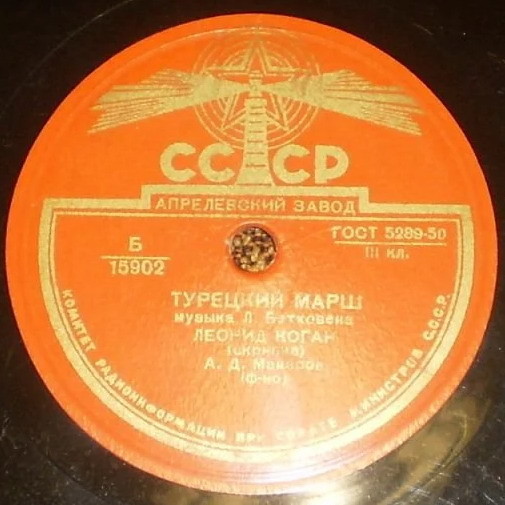 СССР
АПРЕЛЕВСКИЙ ЗАВОД
Б
15902
ГОСТ 5289-50
III кл.
ТУРЕЦКИЙ МАРШ
музыка Л. Бетховена
ЛЕОНИД КОГАН
(скрипка)
А. Д.
(ф-но)
КОМИТЕТ РАДИОИНФОРМАЦИИ ПРИ СОВЕТЕ МИНИСТРОВ С.С.С.Р.